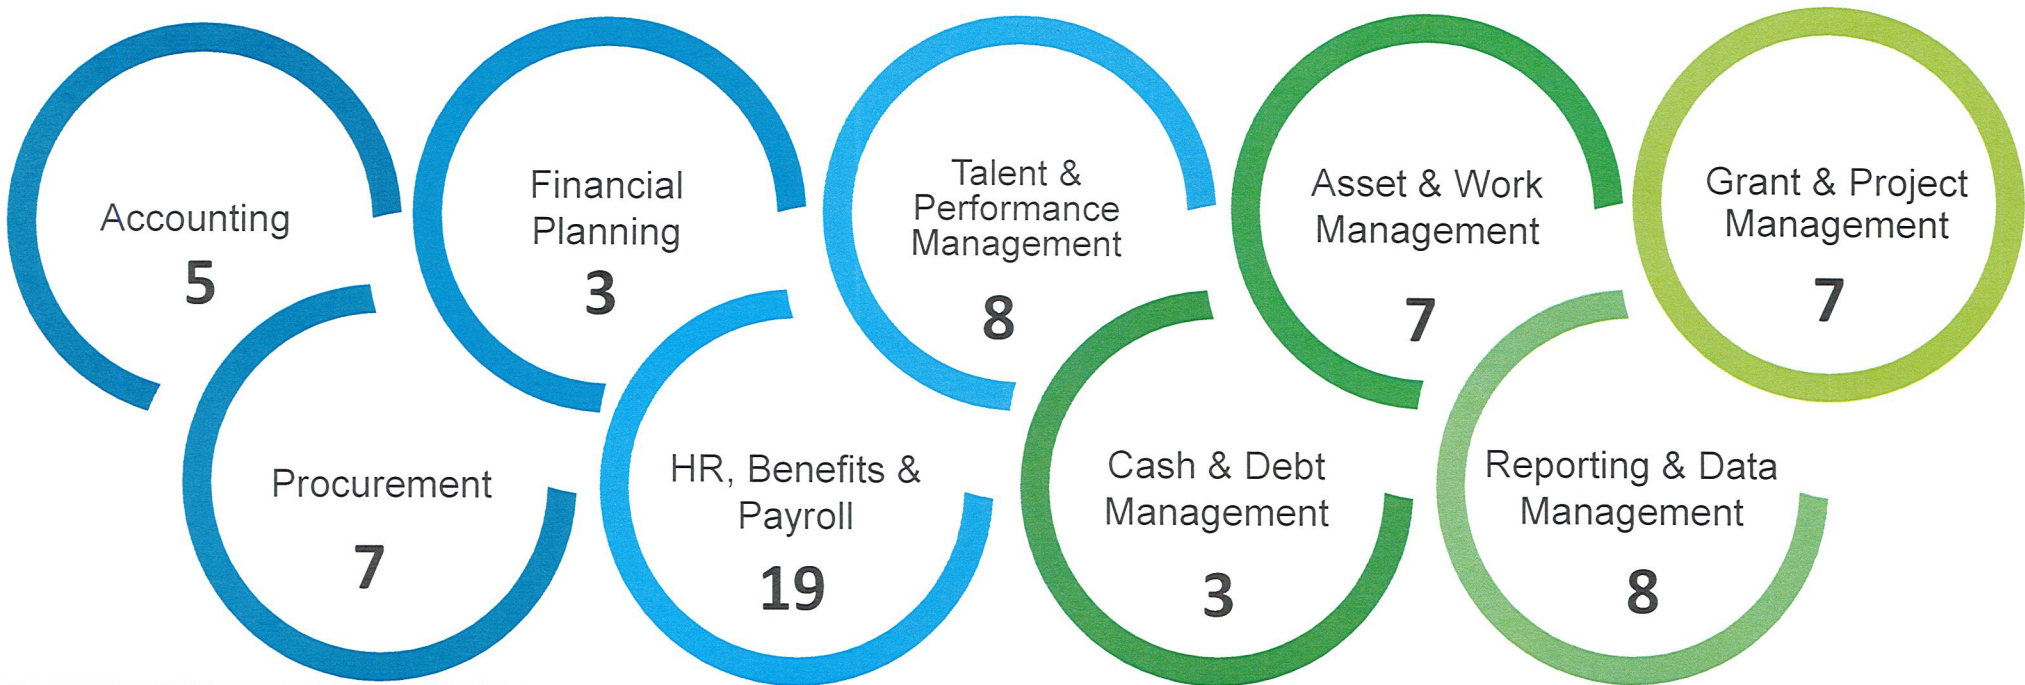 Accounting
5
Procurement
7
Financial
Planning
3
HR, Benefits &
Payroll
19
Talent &
Performance
Management
8
Cash & Debt
Management
3
Asset & Work
Management
7
Reporting & Data
Management
8
Grant & Project
Management
7